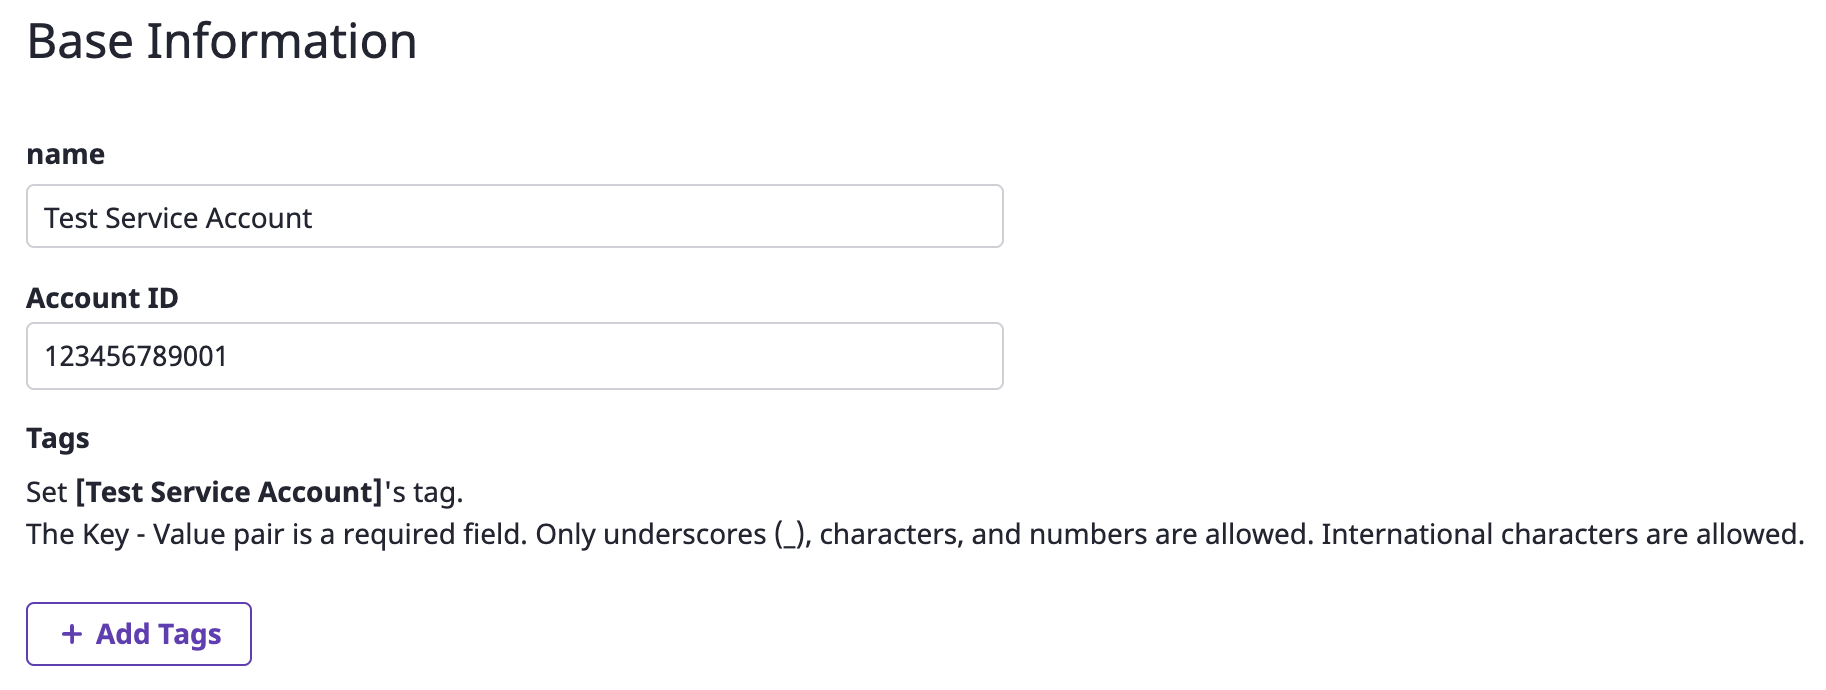 Base Information
name
Test Service Account
Account ID
123456789001
Tags
Set [Test Service Account]'s tag.
The Key - Value pair is a required field. Only underscores (_), characters, and numbers are allowed. International characters are allowed.
+ Add Tags